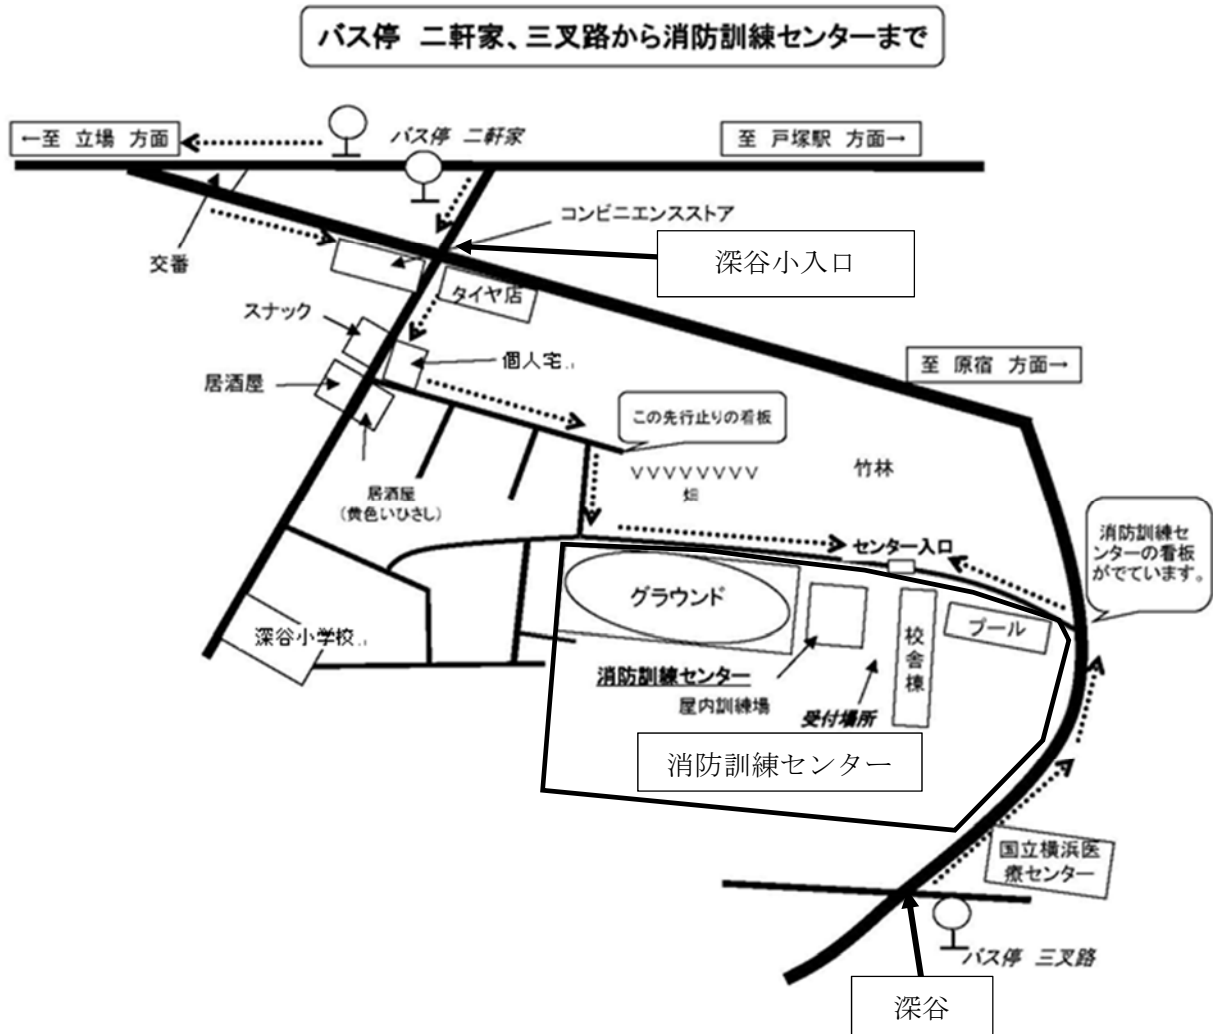 バス停 二軒家、三叉路から消防訓練センターまで
←至 立場 方面
バス停 二軒家
至 戸塚駅 方面→
コンビニエンスストア
交番
深谷小入口
タイヤ店
スナック
個人宅
居酒屋
至 原宿 方面→
この先行止りの看板
竹林
畑
居酒屋
(黄色いひさし)
消防訓練セ
ンターの看板
がでています。
センター入口
グラウンド
プール
深谷小学校
校舎棟
消防訓練センター
屋内訓練場
受付場所
消防訓練センター
国立横浜医
療センター
バス停 三叉路
深谷